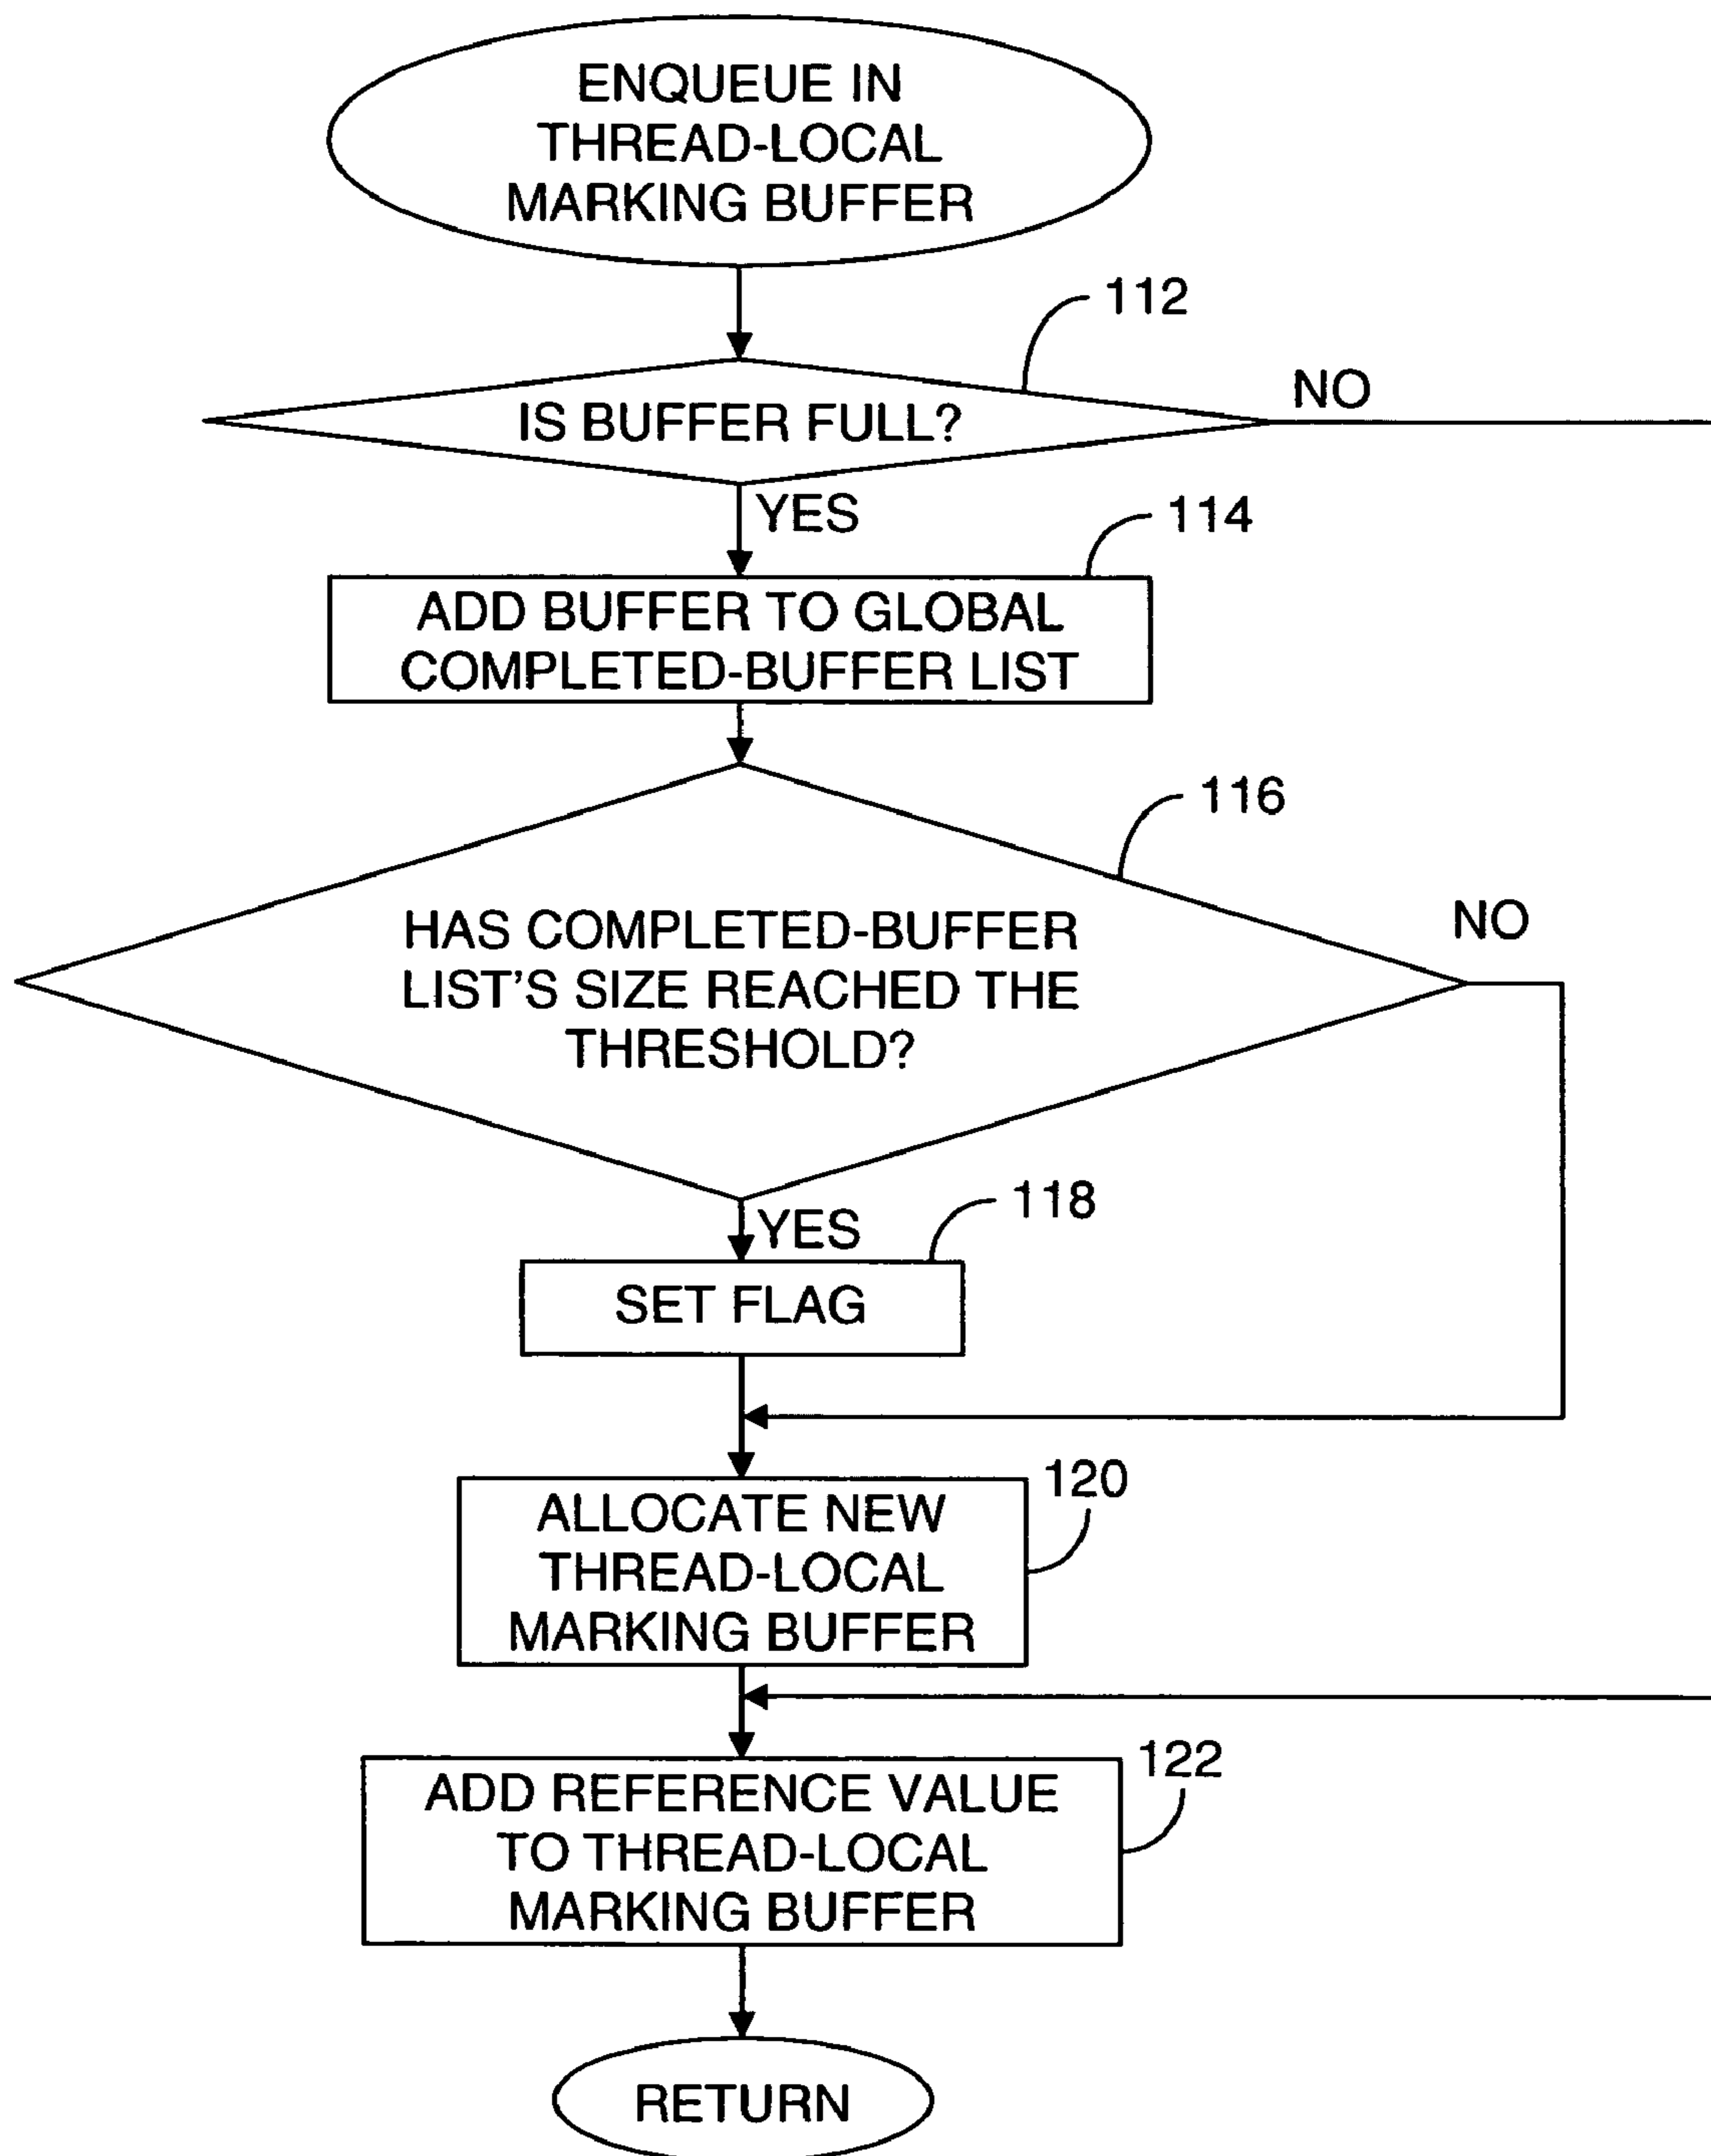 ENQUEUE IN
THREAD-LOCAL
MARKING BUFFER
112
IS BUFFER FULL?
NO
YES
114
ADD BUFFER TO GLOBAL
COMPLETED-BUFFER LIST
116
HAS COMPLETED-BUFFER
LIST'S SIZE REACHED THE
THRESHOLD?
NO
YES
118
SET FLAG
120
ALLOCATE NEW
THREAD-LOCAL
MARKING BUFFER
122
ADD REFERENCE VALUE
TO THREAD-LOCAL
MARKING BUFFER
RETURN